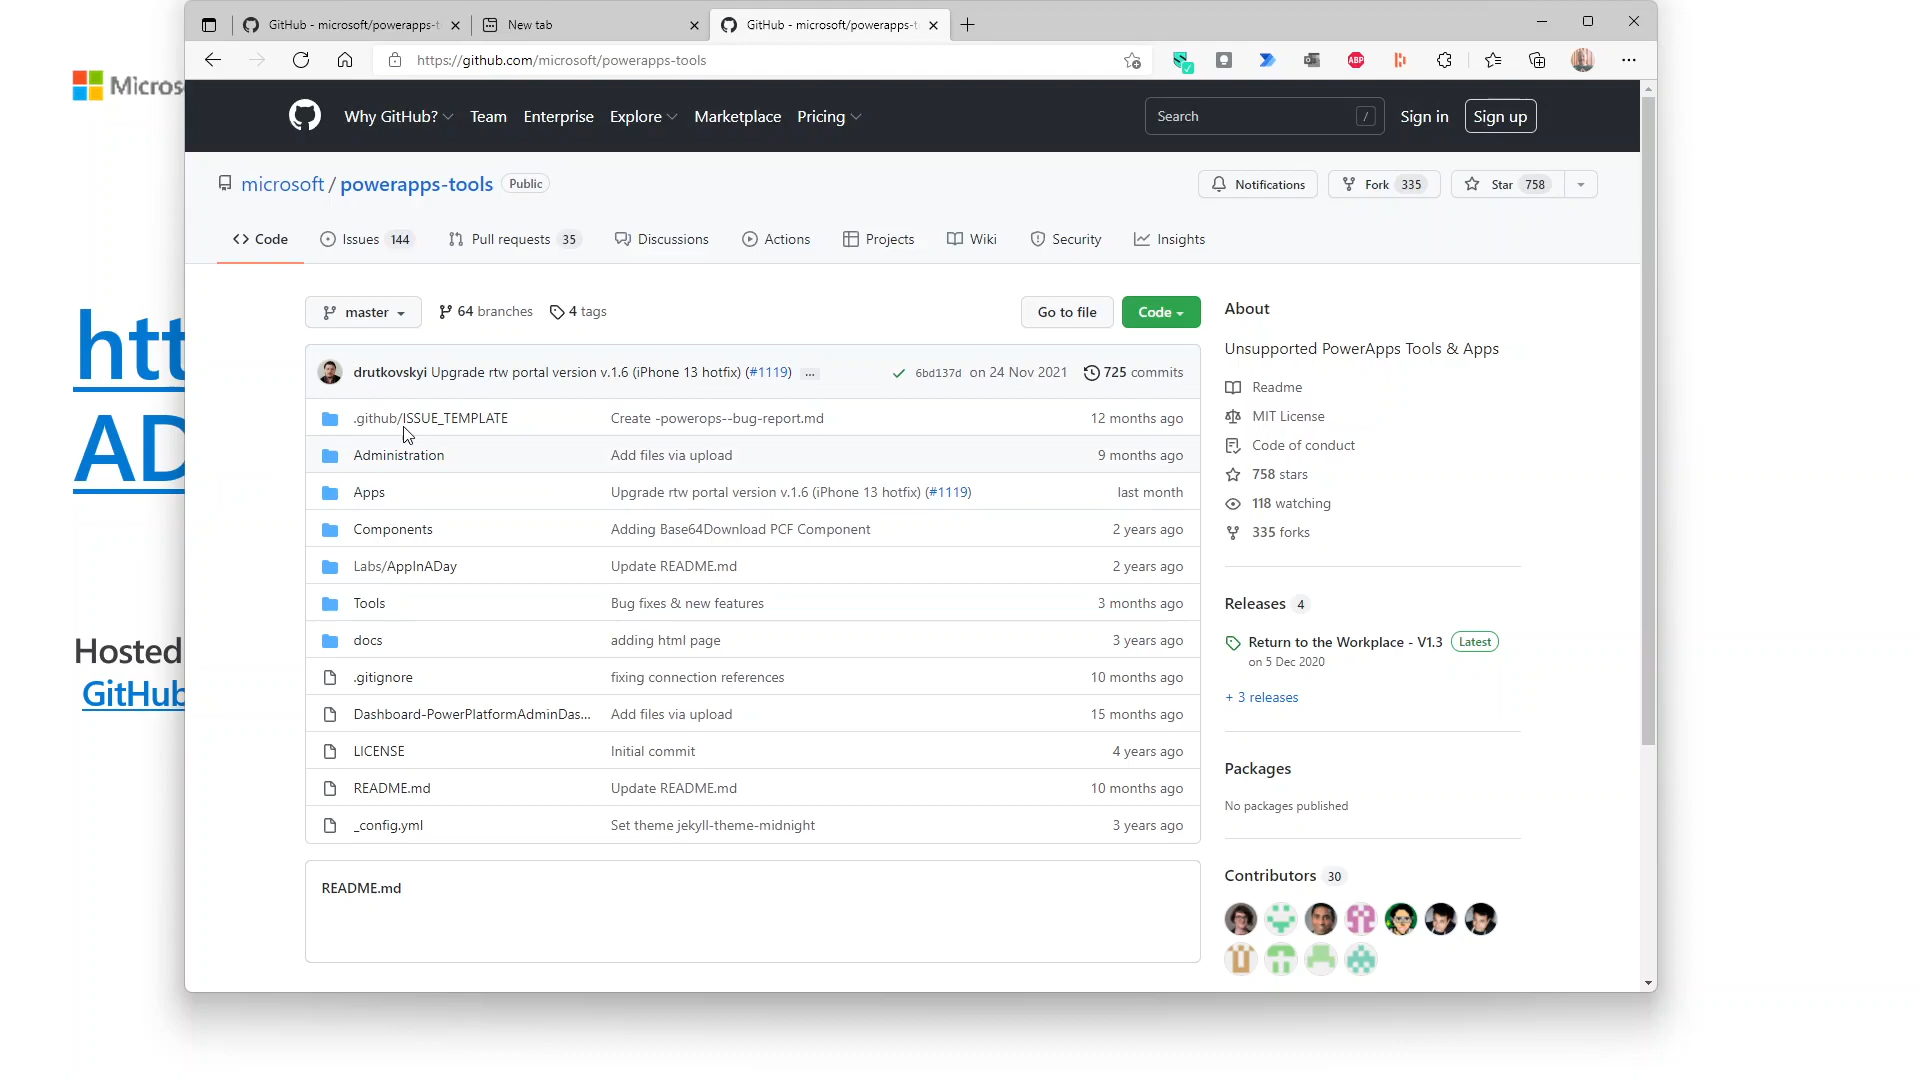 GitHub - microsoft/powerapps-t
New tab
GitHub - microsoft/powerapps-t
https://github.com/microsoft/powerapps-tools
ABP
Micros
Why GitHub? Team Enterprise Explore Marketplace Pricing Search / Sign in Sign up
microsoft / powerapps-tools Public
Notifications Fork 335 Star 758
Code Issues 144 Pull requests 35 Discussions Actions Projects Wiki Security Insights
master 64 branches 4 tags Go to file Code
drutkovskyi Upgrade rtw portal version v.1.6 (iPhone 13 hotfix) (#1119) ... 6bd137d on 24 Nov 2021 725 commits
.github/ISSUE_TEMPLATE Create -powerops--bug-report.md 12 months ago
Administration Add files via upload 9 months ago
Apps Upgrade rtw portal version v.1.6 (iPhone 13 hotfix) (#1119) last month
Components Adding Base64Download PCF Component 2 years ago
Labs/AppInADay Update README.md 2 years ago
Tools Bug fixes & new features 3 months ago
docs adding html page 3 years ago
.gitignore fixing connection references 10 months ago
Dashboard-PowerPlatformAdminDas... Add files via upload 15 months ago
LICENSE Initial commit 4 years ago
README.md Update README.md 10 months ago
_config.yml Set theme jekyll-theme-midnight 3 years ago
README.md
About
Unsupported PowerApps Tools & Apps
Readme
MIT License
Code of conduct
758 stars
118 watching
335 forks
Releases 4
Return to the Workplace - V1.3 Latest
on 5 Dec 2020
+ 3 releases
Packages
No packages published
Contributors 30
htt
AD
Hosted
GitHub